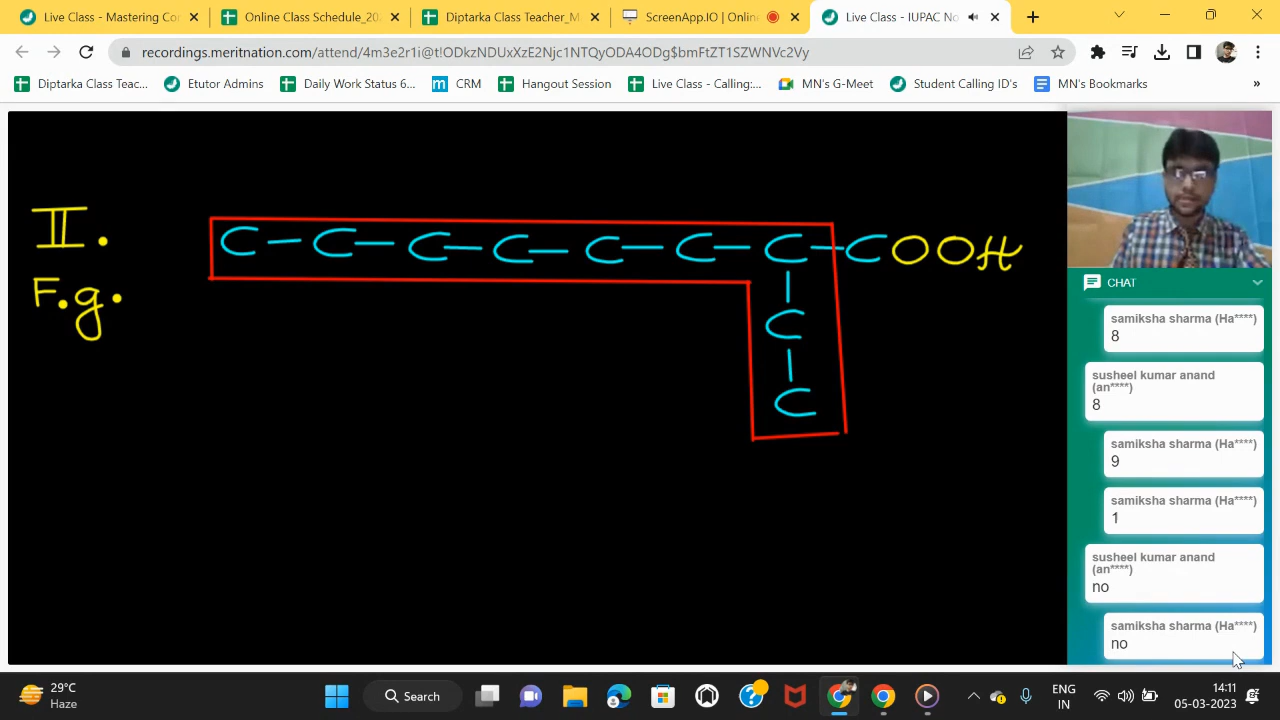 Live Class - Mastering Co
Online Class Schedule_20
Diptarka Class Teacher_M
ScreenApp.IO | Onlin
Live Class - IUPAC No
recordings.meritnation.com/attend/4m3e2r1i@t!ODkzNDUxXzE2Njc1NTQyODA4ODg$bmFtZT1SZWNVc2Vy
Diptarka Class Teac...
Etutor Admins
Daily Work Status 6...
CRM
Hangout Session
Live Class - Calling:...
MN's G-Meet
Student Calling ID's
MN's Bookmarks
»
II.
F.g.
C-C-C-C-C-C-C-COOH
C
C
CHAT
samiksha sharma (Ha****)
8
susheel kumar anand
(an****)
8
samiksha sharma (Ha****)
9
samiksha sharma (Ha****)
1
susheel kumar anand
(an****)
no
samiksha sharma (Ha****)
no
29°C
Haze
Search
ENG
IN
14:11
05-03-2023